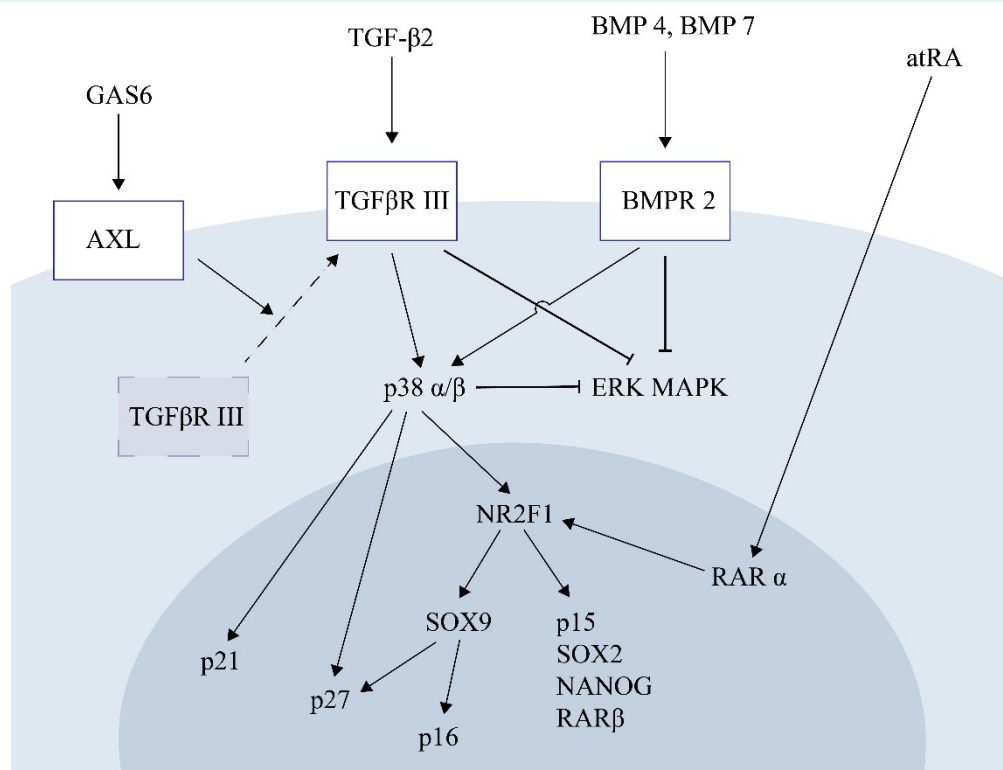 TGF-β2
BMP 4, BMP 7
atRA
GAS6
TGFβR III
BMPR 2
AXL
p38 α/β
ERK MAPK
TGFβR III
NR2F1
RAR α
SOX9
p15
SOX2
NANOG
RARβ
p21
p27
p16